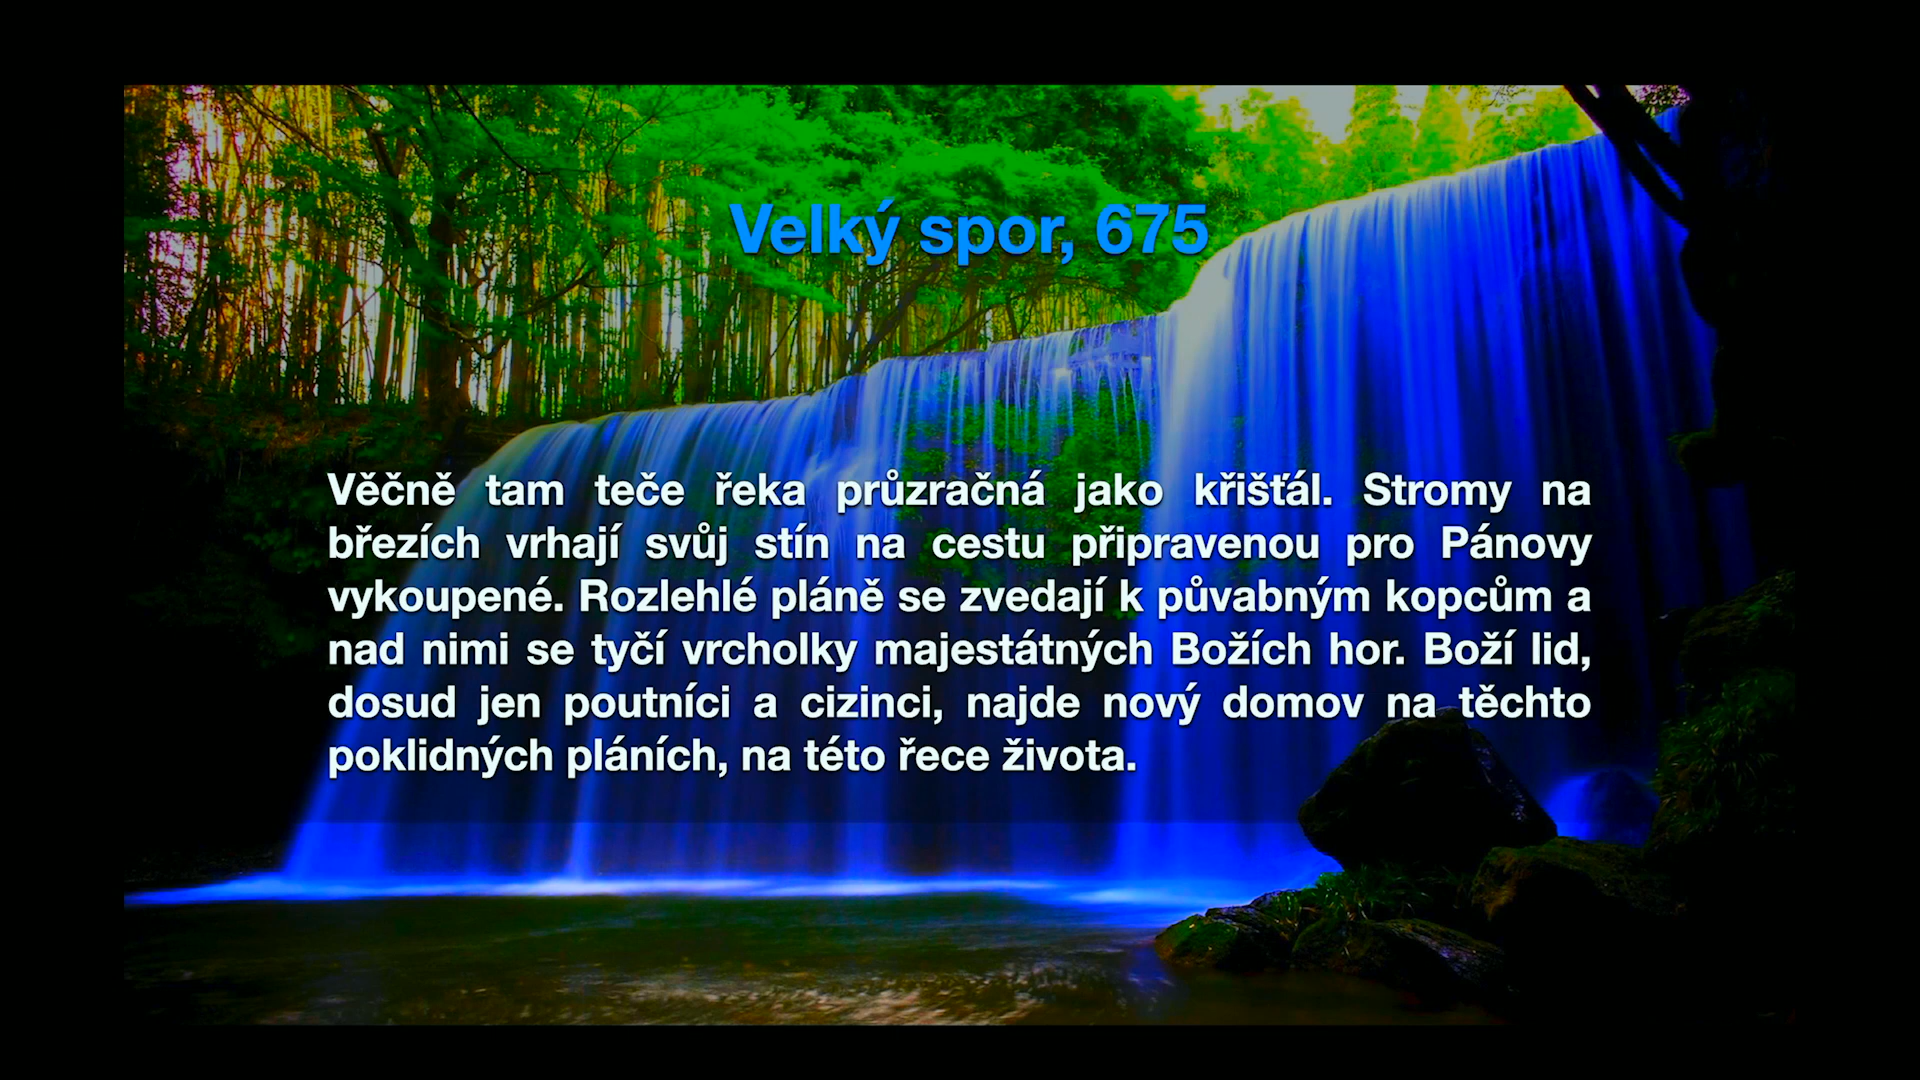 Velký spor, 675
Věčně tam teče řeka průzračná jako křišťál. Stromy na
březích vrhají svůj stín na cestu připravenou pro Pánovy
vykoupené. Rozlehlé pláně se zvedají k půvabným kopcům a
nad nimi se tyčí vrcholky majestátných Božích hor. Boží lid,
dosud jen poutníci a cizinci, najde nový domov na těchto
poklidných pláních, na této řece života.